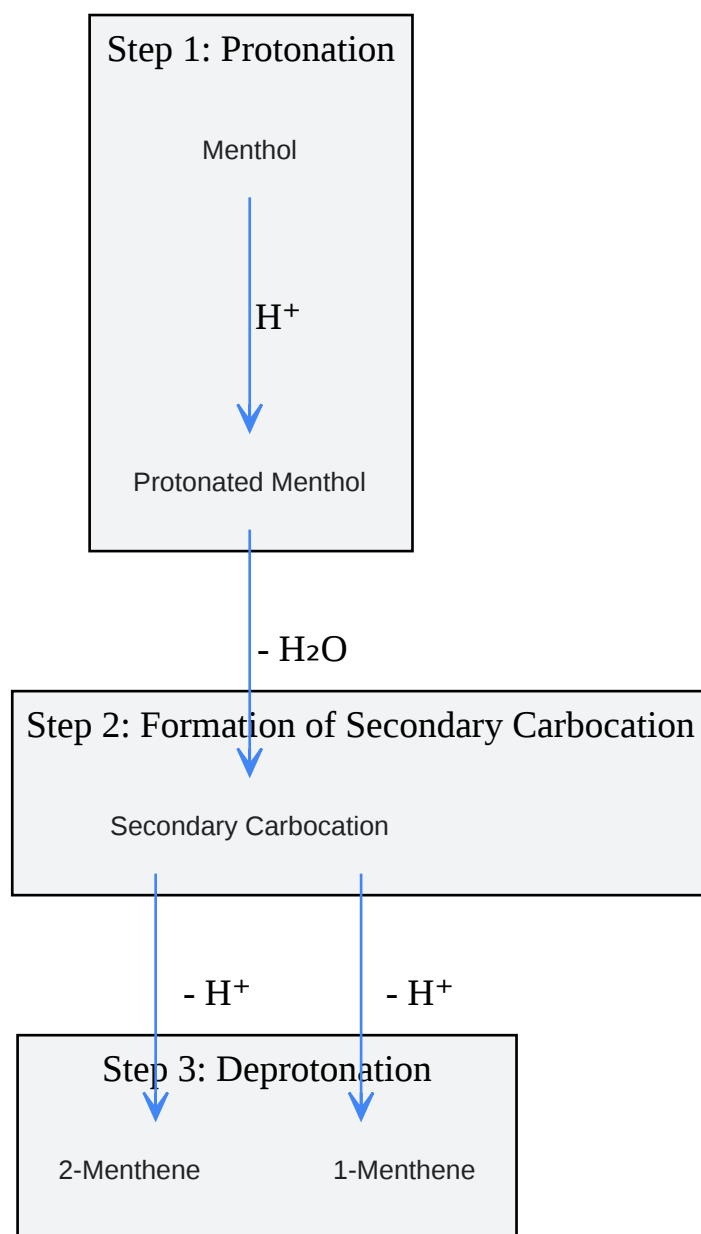 Step 1: Protonation
Menthol
H⁺
Protonated Menthol
- H₂O
Step 2: Formation of Secondary Carbocation
Secondary Carbocation
- H⁺
- H⁺
Step 3: Deprotonation
2-Menthene
1-Menthene